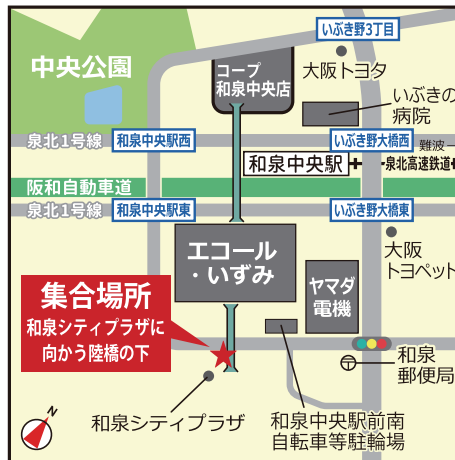 いぶき野3丁目
中央公園
コープ
和泉中央店
大阪トヨタ
いぶきの
病院
泉北1号線
和泉中央駅西
いぶき野大橋西
難波
和泉中央駅
泉北高速鉄道
阪和自動車道
泉北1号線
和泉中央駅東
いぶき野大橋東
エコール
・いずみ
大阪
トヨペット
ヤマダ
電機
集合場所
和泉シティプラザに
向かう陸橋の下
和泉
郵便局
和泉シティプラザ
和泉中央駅前南
自転車等駐輪場
N